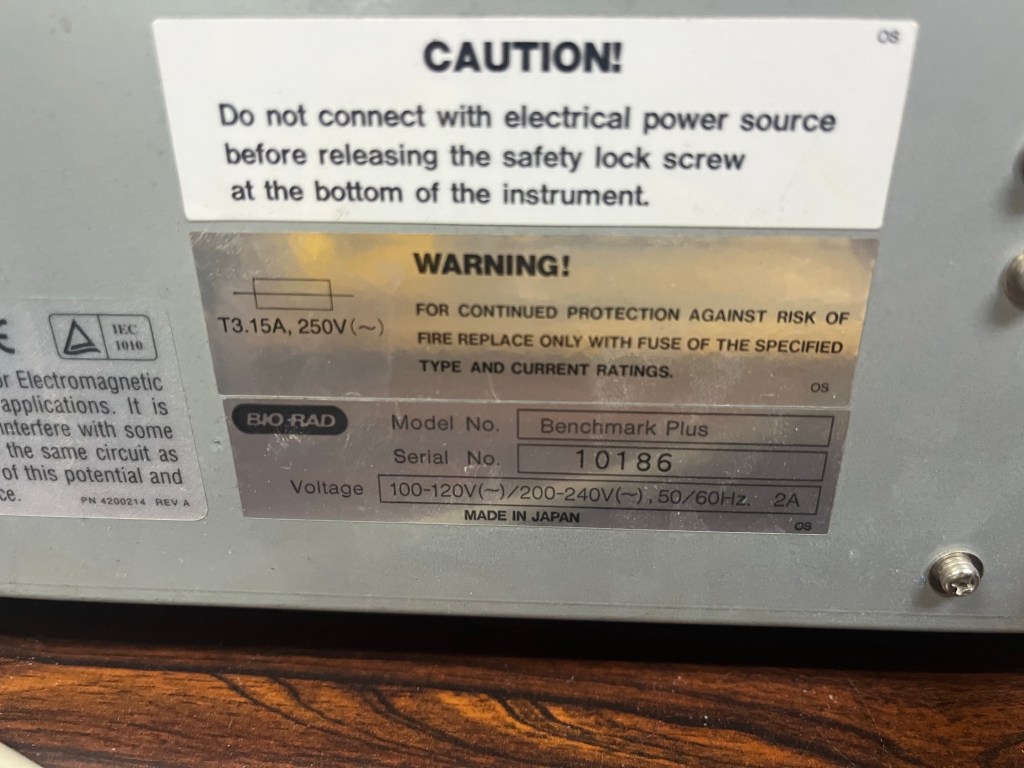 CAUTION!
OS
Do not connect with electrical power source
before releasing the safety lock screw
at the bottom of the instrument.
WARNING!
T3.15A, 250V(~)
FOR CONTINUED PROTECTION AGAINST RISK OF
FIRE REPLACE ONLY WITH FUSE OF THE SPECIFIED
TYPE AND CURRENT RATINGS.
OS
IEC
1010
Electromagnetic
applications. It is
interfere with some
the same circuit as
of this potential and
PN 4200214 REV A
BIO-RAD
Model No. Benchmark Plus
Serial No. 10186
Voltage 100-120V(~)/200-240V(~), 50/60Hz. 2A
MADE IN JAPAN
OS